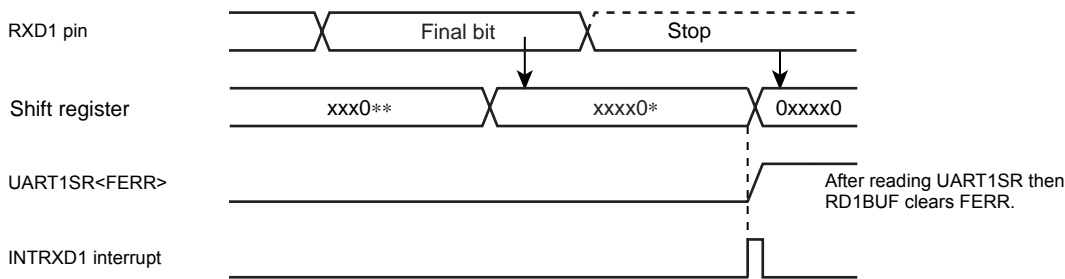 RXD1 pin
Final bit
Stop
Shift register
xxx0**
xxxx0*
0xxxx0
UART1SR<FERR>
After reading UART1SR then
RD1BUF clears FERR.
INTRXD1 interrupt